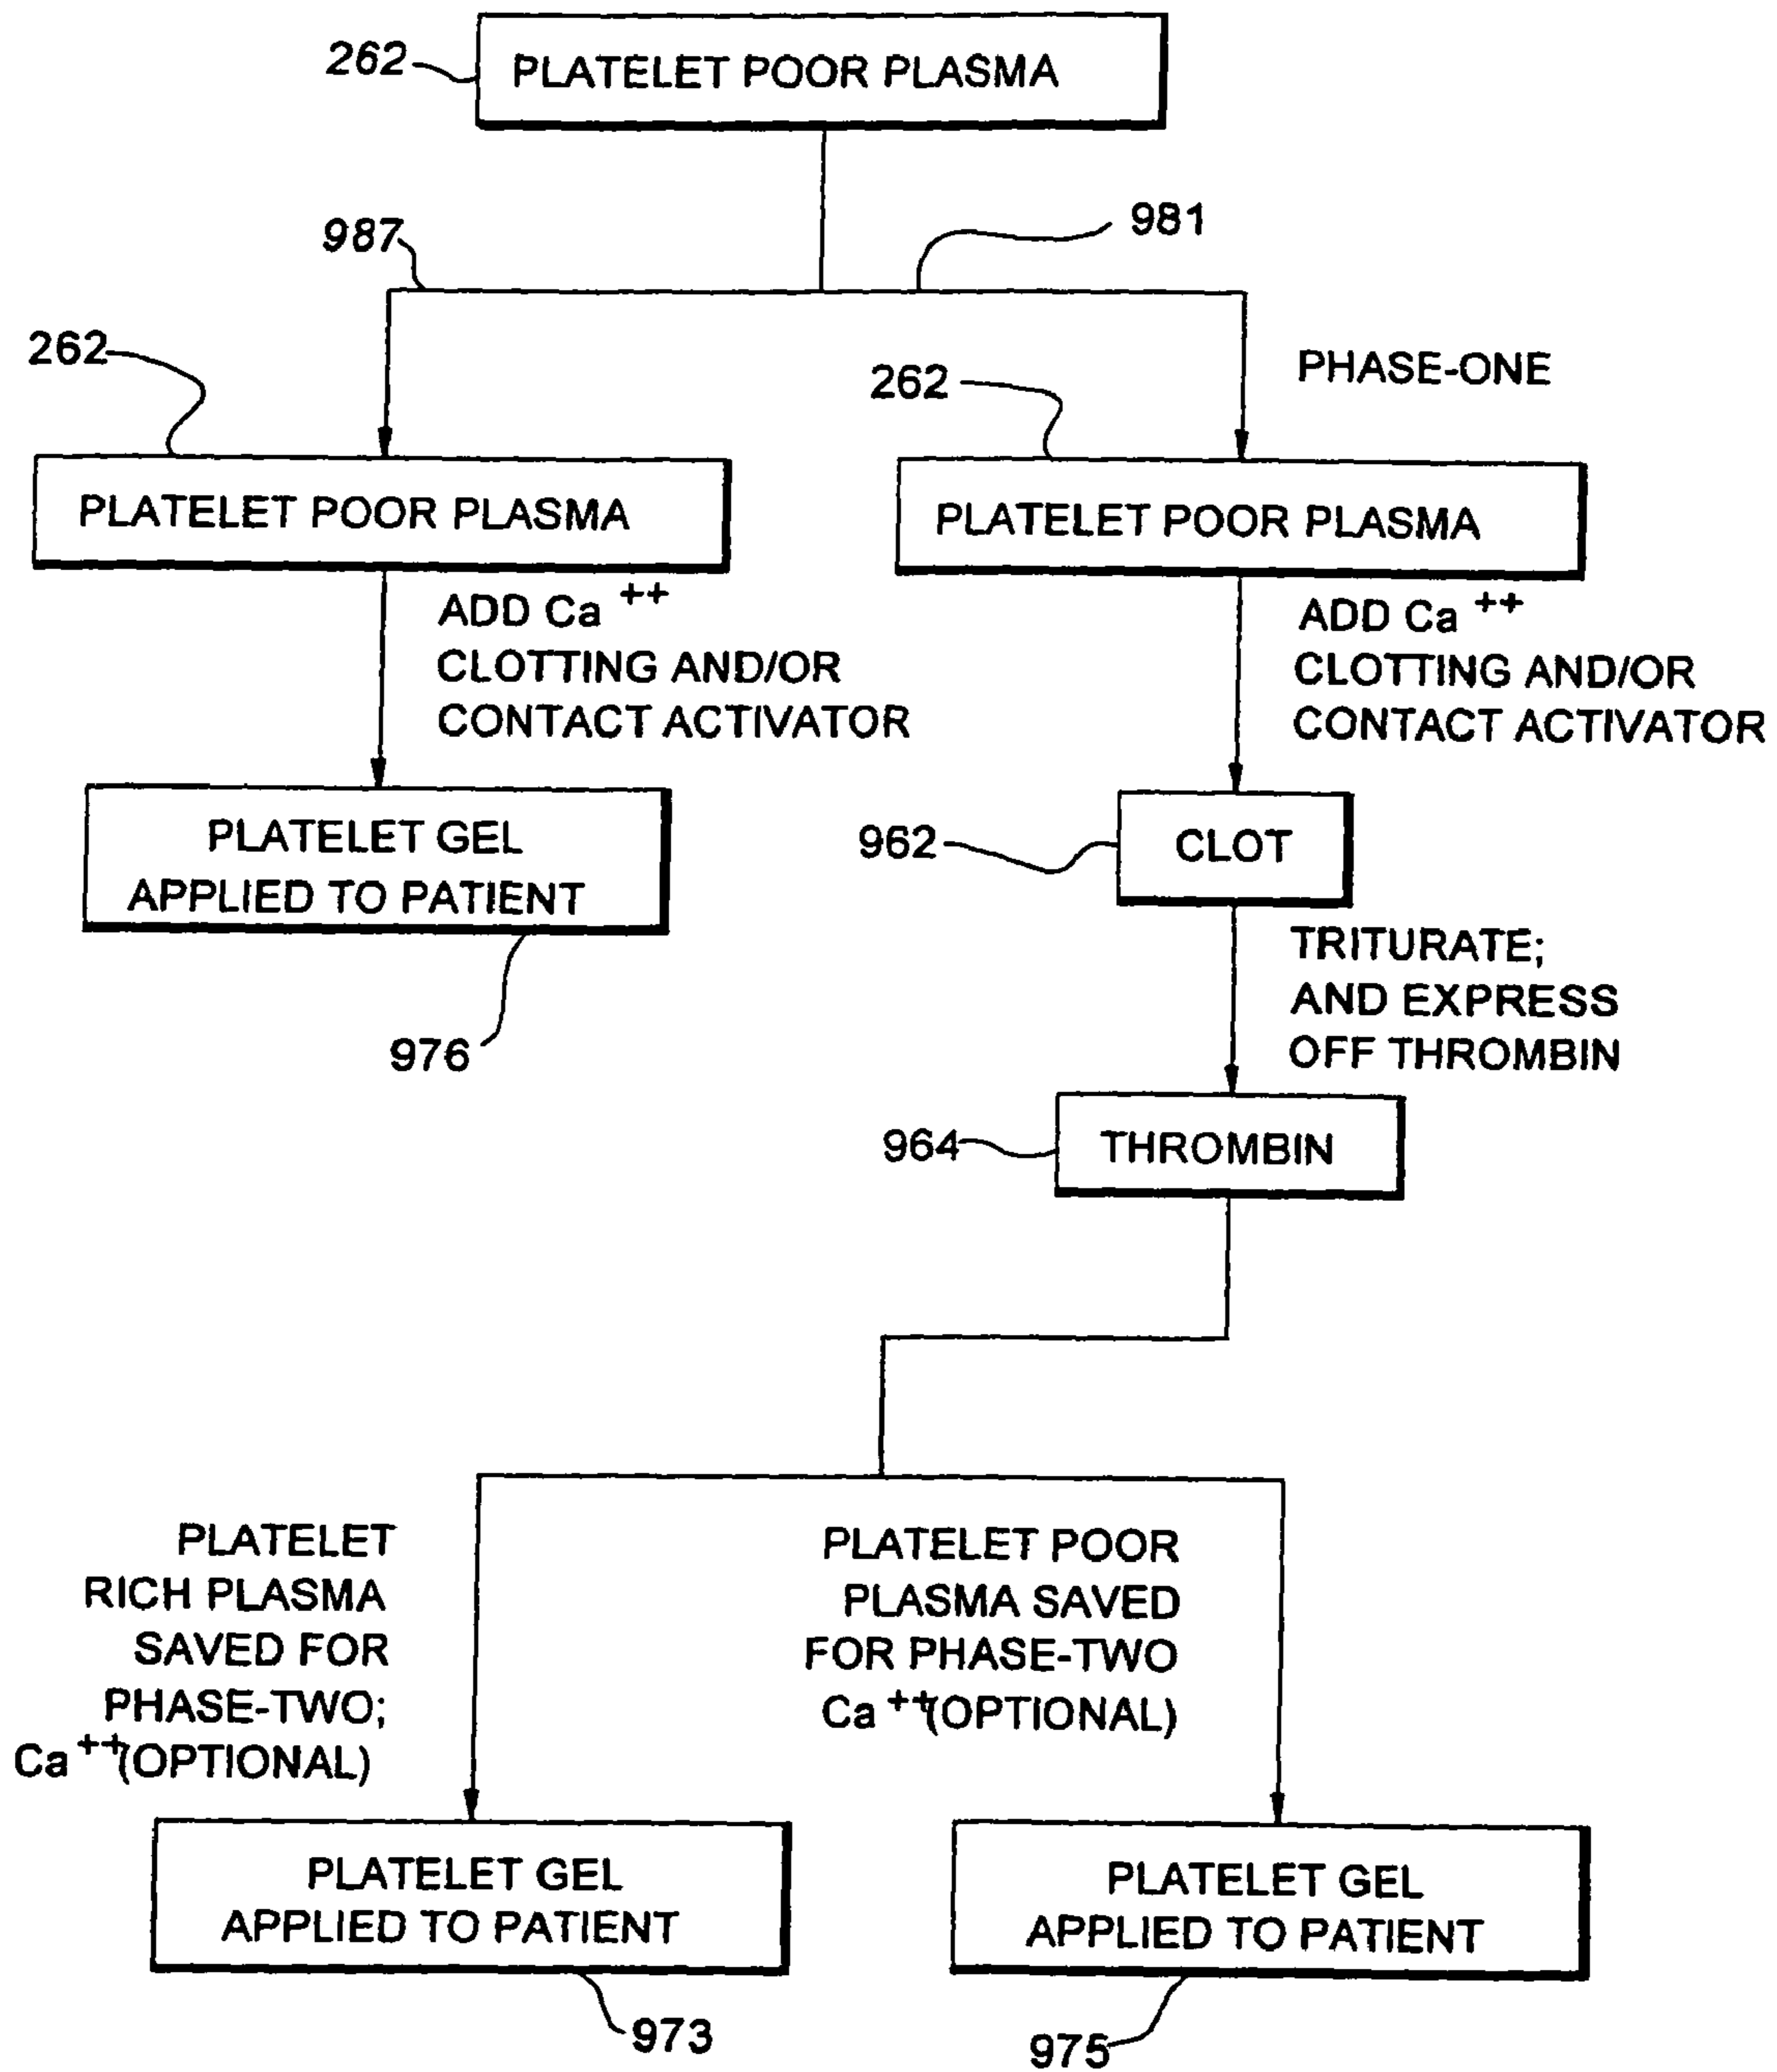 262
PLATELET POOR PLASMA
987
981
262
262
PHASE-ONE
PLATELET POOR PLASMA
PLATELET POOR PLASMA
ADD Ca ++
CLOTTING AND/OR
CONTACT ACTIVATOR
ADD Ca ++
CLOTTING AND/OR
CONTACT ACTIVATOR
PLATELET GEL
APPLIED TO PATIENT
976
962
CLOT
TRITURATE;
AND EXPRESS
OFF THROMBIN
964
THROMBIN
PLATELET
RICH PLASMA
SAVED FOR
PHASE-TWO;
Ca ++(OPTIONAL)
PLATELET POOR
PLASMA SAVED
FOR PHASE-TWO
Ca ++(OPTIONAL)
PLATELET GEL
APPLIED TO PATIENT
973
PLATELET GEL
APPLIED TO PATIENT
975